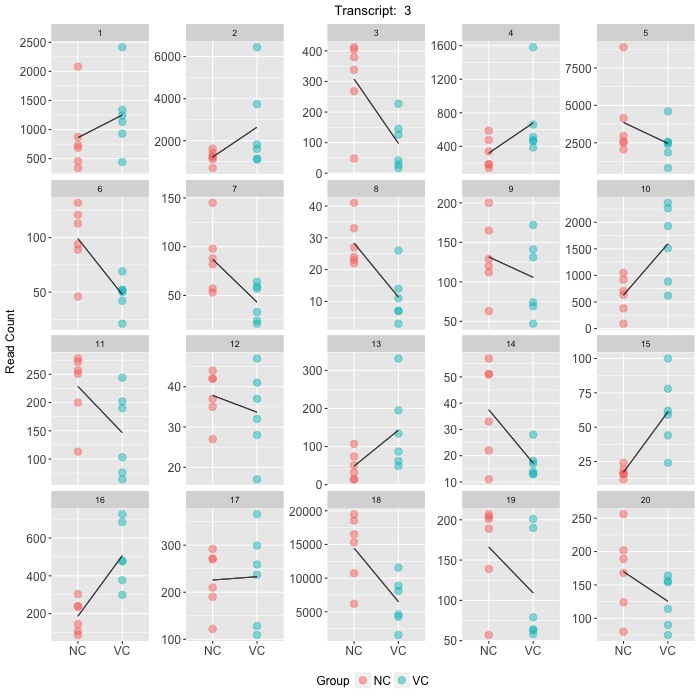 Transcript: 3
1 2 3 4 5
2500 2000 1500 1000 500
6000 4000 2000
400 300 200 100 0
1600 1200 800 400
7500 5000 2500
6 7 8 9 10
100 50
150 100 50
40 30 20 10
200 150 100 50
2000 1500 1000 500 0
Read Count
11 12 13 14 15
250 200 150 100
40 30 20
300 200 100 0
50 40 30 20 10
100 75 50 25
16 17 18 19 20
600 400 200
300 200 100
20000 15000 10000 5000
200 150 100 50
250 200 150 100
NC VC NC VC NC VC NC VC NC VC
Group NC VC